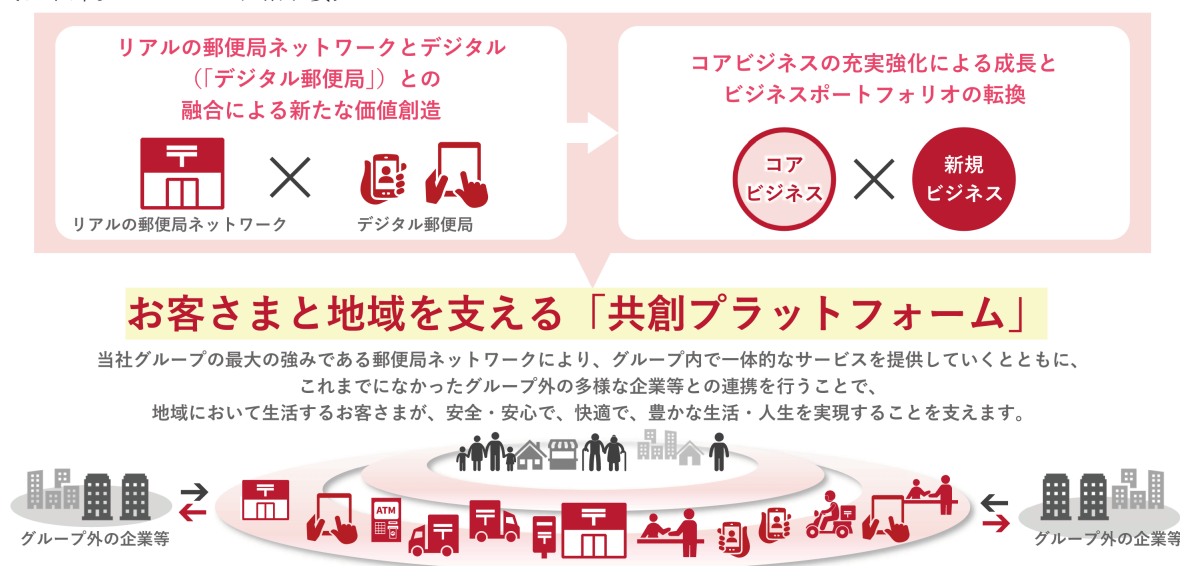 リアルの郵便局ネットワークとデジタル
（「デジタル郵便局」）との
融合による新たな価値創造
リアルの郵便局ネットワーク
デジタル郵便局
コアビジネスの充実強化による成長と
ビジネスポートフォリオの転換
コア
ビジネス
新規
ビジネス
お客さまと地域を支える「共創プラットフォーム」
当社グループの最大の強みである郵便局ネットワークにより、グループ内で一体的なサービスを提供していくとともに、
これまでになかったグループ外の多様な企業等との連携を行うことで、
地域において生活するお客さまが、安全・安心で、快適で、豊かな生活・人生を実現することを支えます。
ATM
グループ外の企業等
グループ外の企業等